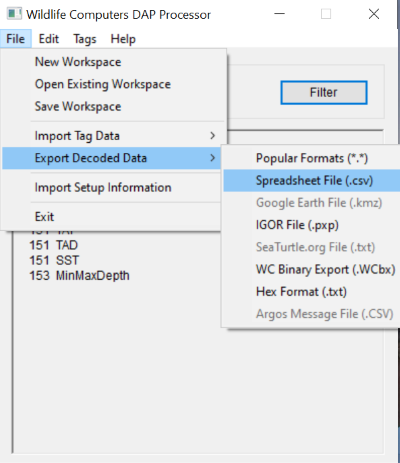 Wildlife Computers DAP Processor
File Edit Tags Help
New Workspace
Open Existing Workspace
Save Workspace
Import Tag Data
Export Decoded Data
Import Setup Information
Exit
Filter
Popular Formats (*.*)
Spreadsheet File (.csv)
Google Earth File (.kmz)
IGOR File (.pxp)
SeaTurtle.org File (.txt)
WC Binary Export (.WCbx)
Hex Format (.txt)
Argos Message File (.CSV)
151 TAD
151 SST
153 MinMaxDepth